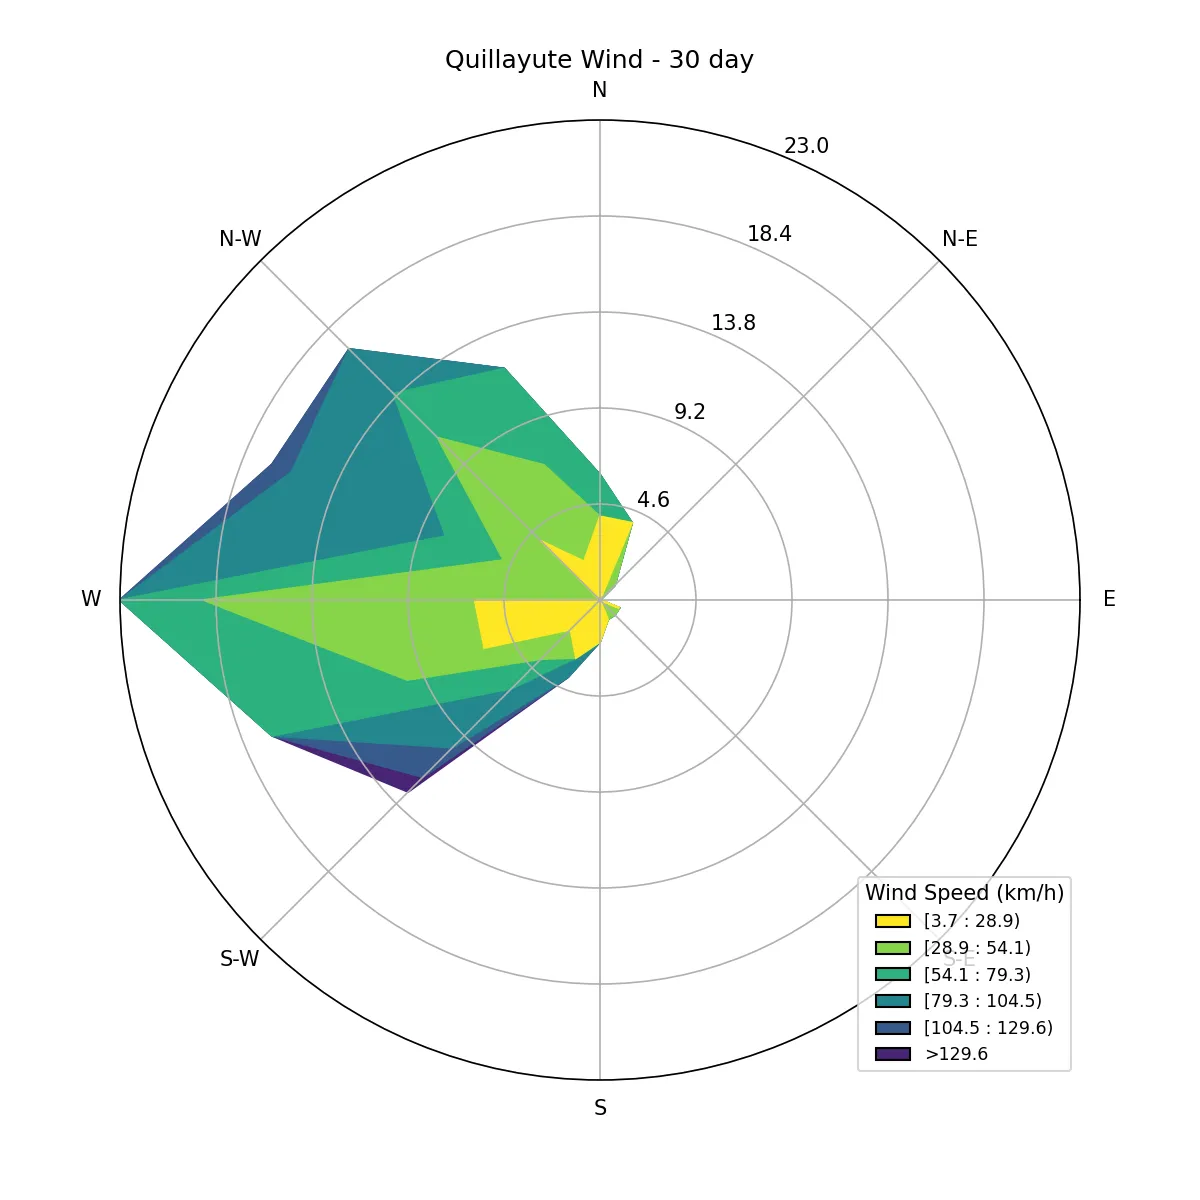 Quillayute Wind - 30 day
N
23.0
18.4
N-W
N-E
13.8
9.2
4.6
W
E
Wind Speed (km/h)
[3.7 : 28.9)
[28.9 : 54.1)
S-W
S-E
[54.1 : 79.3)
[79.3 : 104.5)
[104.5 : 129.6)
>129.6
S